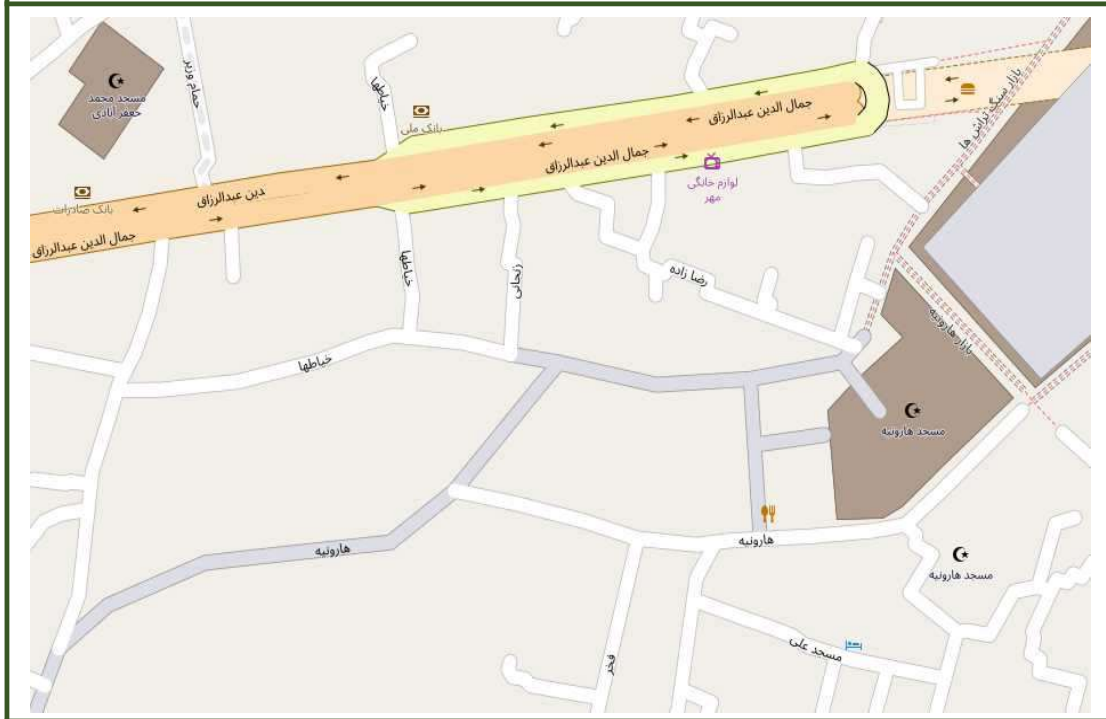 مسجد محمد
جعفر آبادی
حمام وزیر
خیاطها
بانک ملی
جمال الدین عبدالرزاق
بازار سنگ تراش ها
جمال الدین عبدالرزاق
لوازم خانگی
مهر
بانک صادرات
دین عبدالرزاق
جمال الدین عبدالرزاق
خیاطها
زنجانی
رضا زاده
بازار هارونیه
خیاطها
مسجد هارونیه
هارونیه
هارونیه
مسجد هارونیه
فخر
مسجد علی